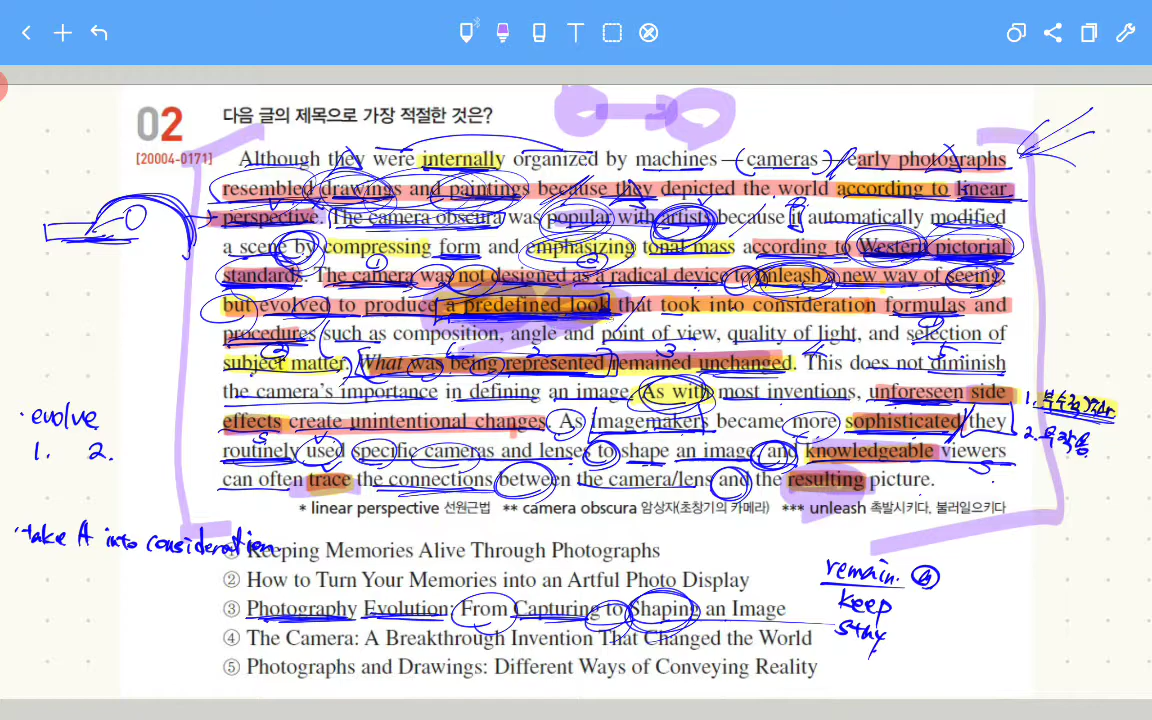 02
다음 글의 제목으로 가장 적절한 것은?
[20004-0171]
Although they were internally organized by machines — cameras — early photographs
resembled drawings and paintings because they depicted the world according to linear
perspective. The camera obscura was popular with artists because it automatically modified
a scene by compressing form and emphasizing tonal mass according to Western pictorial
standards. The camera was not designed as a radical device to unleash a new way of seeing,
but evolved to produce a predefined look that took into consideration formulas and
procedures such as composition, angle and point of view, quality of light, and selection of
subject matter. What was being represented remained unchanged. This does not diminish
the camera's importance in defining an image. As with most inventions, unforeseen side
effects create unintentional changes. As imagemakers became more sophisticated they
routinely used specific cameras and lenses to shape an image, and knowledgeable viewers
can often trace the connections between the camera/lens and the resulting picture.
* linear perspective 선원근법 ** camera obscura 암상자(초창기의 카메라) *** unleash 촉발시키다, 불러일으키다
① Keeping Memories Alive Through Photographs
② How to Turn Your Memories into an Artful Photo Display
③ Photography Evolution: From Capturing to Shaping an Image
④ The Camera: A Breakthrough Invention That Changed the World
⑤ Photographs and Drawings: Different Ways of Conveying Reality
evolve
1. 2.
take A into consideration
1.
2.
remain
keep
stay